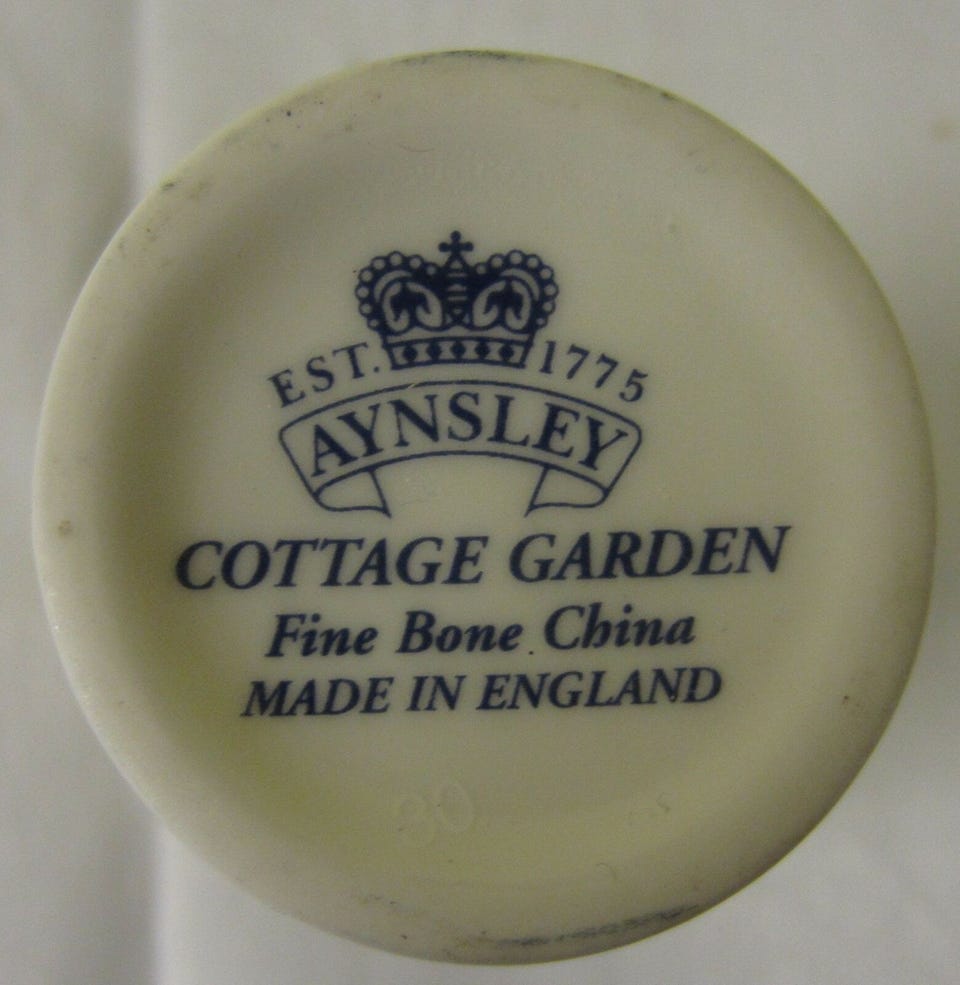 EST. 1775
AYNSLEY
COTTAGE GARDEN
Fine Bone China
MADE IN ENGLAND